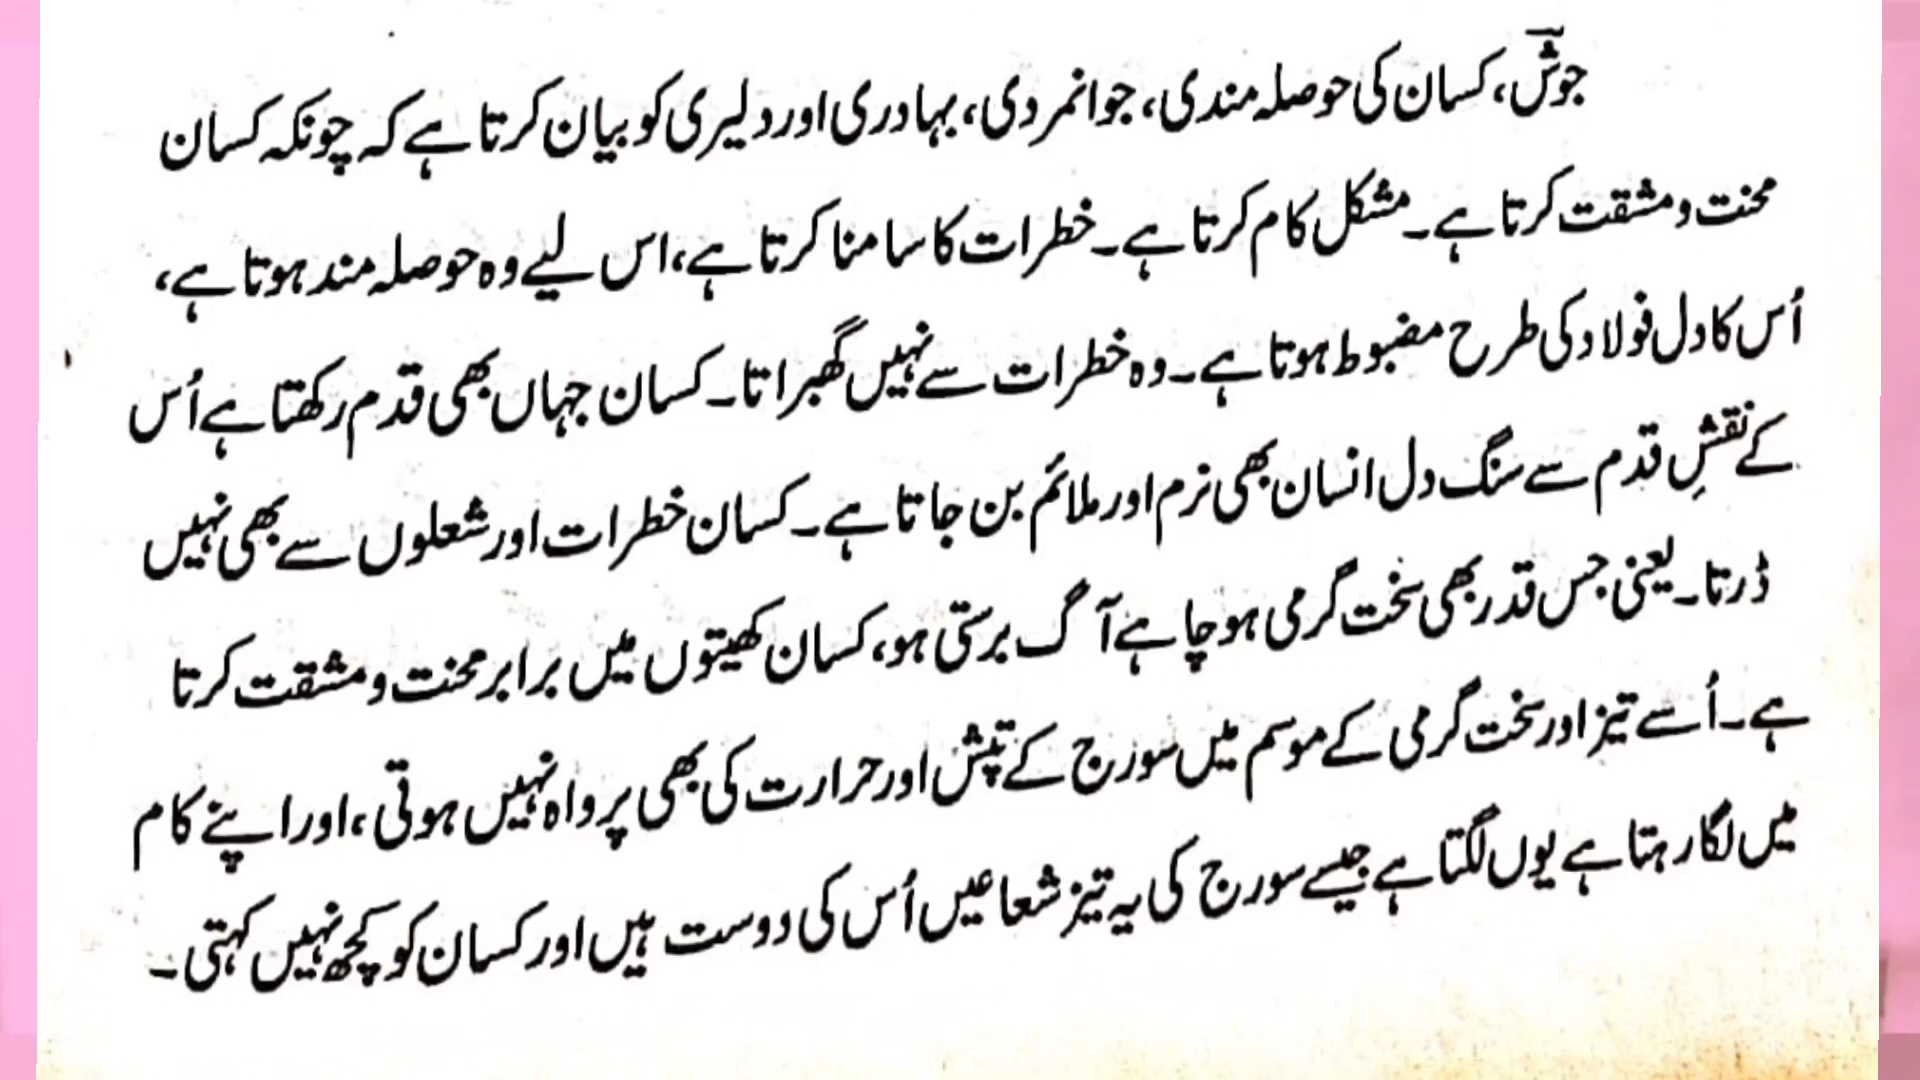 جوشؔ، کسان کی حوصلہ مندی، جوانمردی، بہادری اور دلیری کو بیان کرتا ہے کہ چونکہ کسان
محنت و مشقت کرتا ہے۔ مشکل کام کرتا ہے۔ خطرات کا سامنا کرتا ہے، اس لیے وہ حوصلہ مند ہوتا ہے،
اُس کا دل فولاد کی طرح مضبوط ہوتا ہے۔ وہ خطرات سے نہیں گھبراتا۔ کسان جہاں بھی قدم رکھتا ہے اُس
کے نقشِ قدم سے سنگ دل انسان بھی نرم اور ملائم بن جاتا ہے۔ کسان خطرات اور شعلوں سے بھی نہیں
ڈرتا۔ یعنی جس قدر بھی سخت گرمی ہو چاہے آگ برستی ہو، کسان کھیتوں میں برابر محنت و مشقت کرتا
ہے۔ اُسے تیز اور سخت گرمی کے موسم میں سورج کے تپش اور حرارت کی بھی پرواہ نہیں ہوتی، اور اپنے کام
میں لگا رہتا ہے یوں لگتا ہے جیسے سورج کی یہ تیز شعاعیں اُس کی دوست ہیں اور کسان کو کچھ نہیں کہتی۔